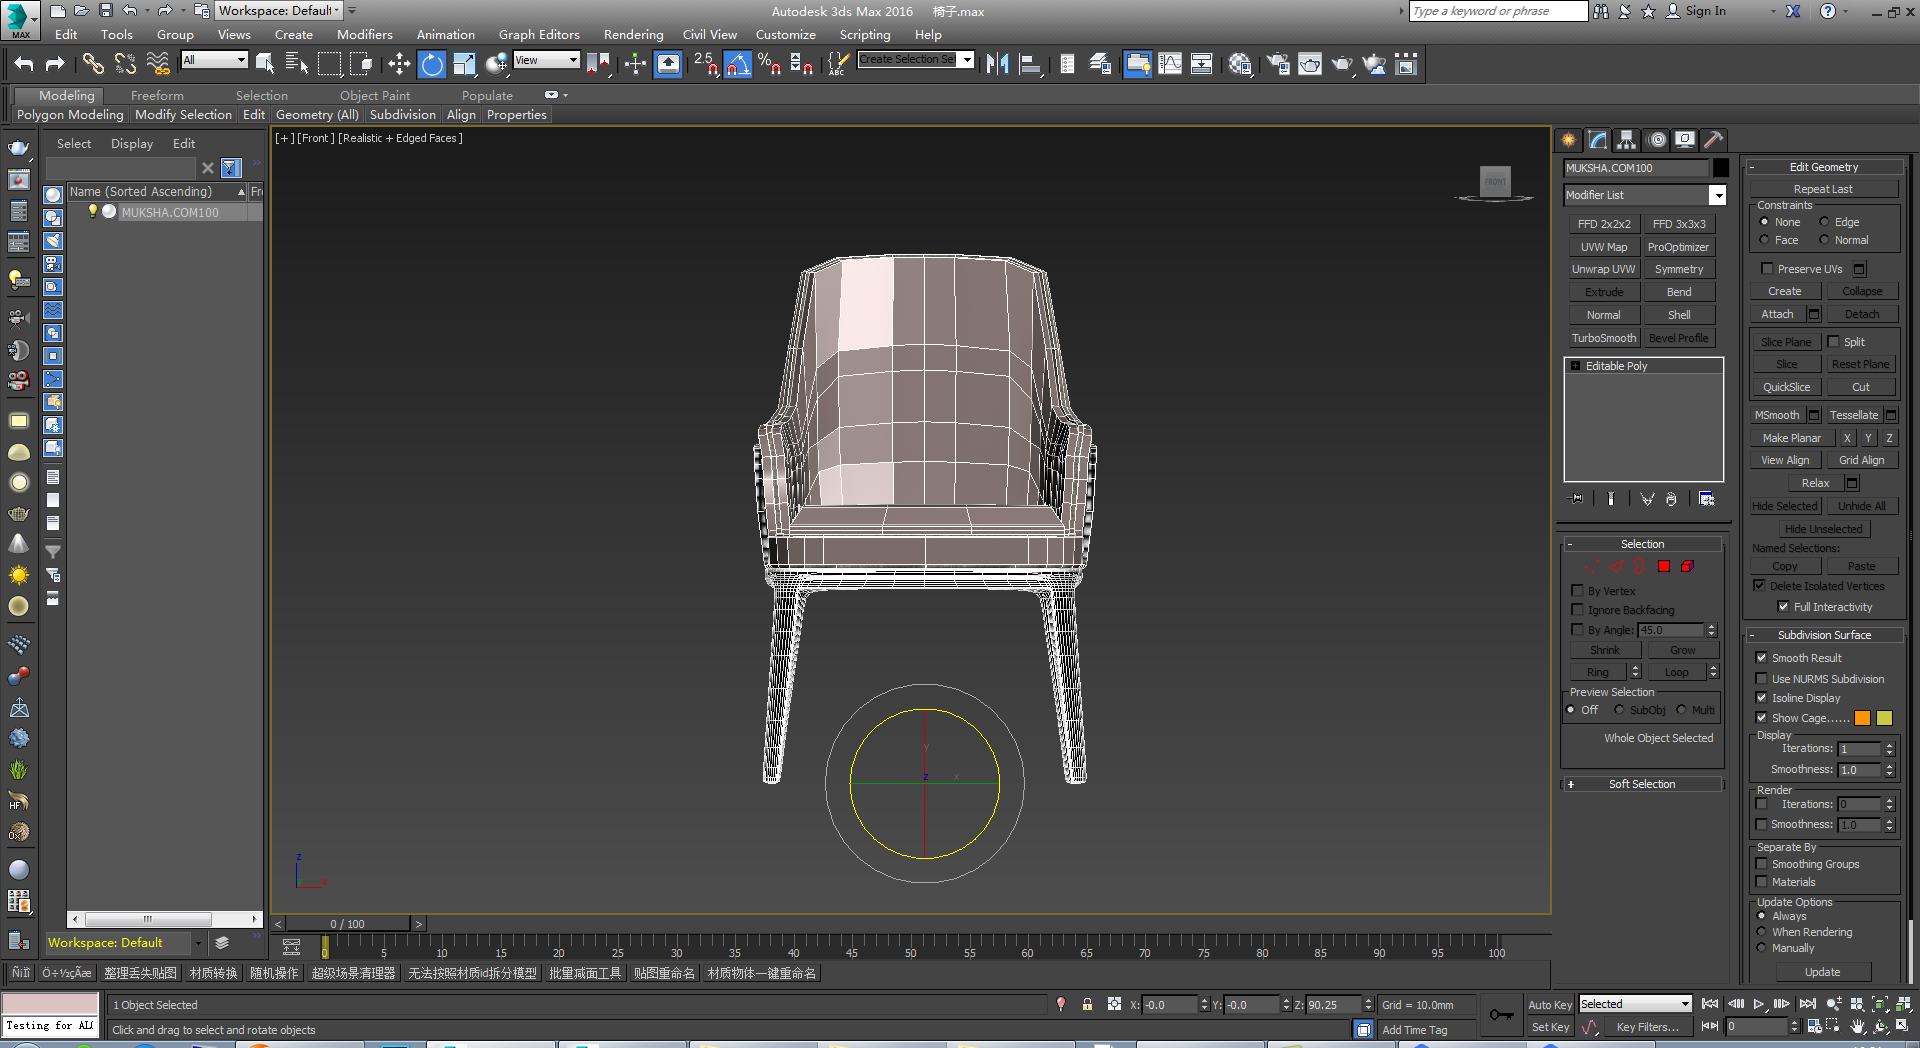 Workspace: Default
Autodesk 3ds Max 2016 椅子.max
Type a keyword or phrase
Sign In
MAX
Edit Tools Group Views Create Modifiers Animation Graph Editors Rendering Civil View Customize Scripting Help
All
View
2.5
Create Selection Se
Modeling Freeform Selection Object Paint Populate
Polygon Modeling Modify Selection Edit Geometry (All) Subdivision Align Properties
Select Display Edit
Name (Sorted Ascending) Fr
MUKSHA.COM100
[+] [Front] [Realistic + Edged Faces]
FRONT
y
z x
z
x
MUKSHA.COM100
Modifier List
FFD 2x2x2 FFD 3x3x3
UVW Map ProOptimizer
Unwrap UVW Symmetry
Extrude Bend
Normal Shell
TurboSmooth Bevel Profile
Editable Poly
Selection
By Vertex
Ignore Backfacing
By Angle: 45.0
Shrink Grow
Ring Loop
Preview Selection
Off SubObj Multi
Whole Object Selected
Soft Selection
Edit Geometry
Repeat Last
Constraints
None Edge
Face Normal
Preserve UVs
Create Collapse
Attach Detach
Slice Plane Split
Slice Reset Plane
QuickSlice Cut
MSmooth Tessellate
Make Planar X Y Z
View Align Grid Align
Relax
Hide Selected Unhide All
Hide Unselected
Named Selections:
Copy Paste
Delete Isolated Vertices
Full Interactivity
Subdivision Surface
Smooth Result
Use NURMS Subdivision
Isoline Display
Show Cage......
Display
Iterations: 1
Smoothness: 1.0
Render
Iterations: 0
Smoothness: 1.0
Separate By
Smoothing Groups
Materials
Update Options
Always
When Rendering
Manually
Update
0 / 100
Workspace: Default
0 5 10 15 20 25 30 35 40 45 50 55 60 65 70 75 80 85 90 95 100
Ñïï Ö÷½çÃæ 整理丢失贴图 材质转换 随机操作 超级场景清理器 无法按照材质id拆分模型 批量减面工具 贴图重命名 材质物体一键重命名
1 Object Selected
X: -0.0 Y: -0.0 Z: 90.25 Grid = 10.0mm
Auto Key Selected
Testing for AL
Click and drag to select and rotate objects
Add Time Tag
Set Key Key Filters... 0